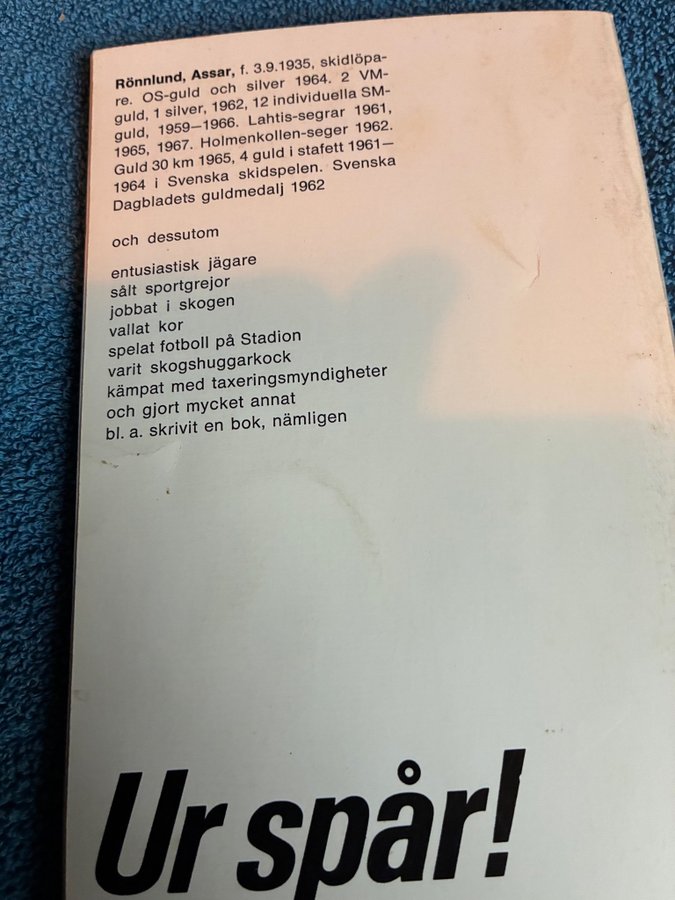 Rönnlund, Assar, f. 3.9.1935, skidlöpa-
re. OS-guld och silver 1964. 2 VM-
guld, 1 silver, 1962, 12 individuella SM-
guld, 1959—1966. Lahtis-segrar 1961,
1965, 1967. Holmenkollen-seger 1962.
Guld 30 km 1965, 4 guld i stafett 1961—
1964 i Svenska skidspelen. Svenska
Dagbladets guldmedalj 1962
och dessutom
entusiastisk jägare
sålt sportgrejor
jobbat i skogen
vallat kor
spelat fotboll på Stadion
varit skogshuggarkock
kämpat med taxeringsmyndigheter
och gjort mycket annat
bl. a. skrivit en bok, nämligen
Ur spår!